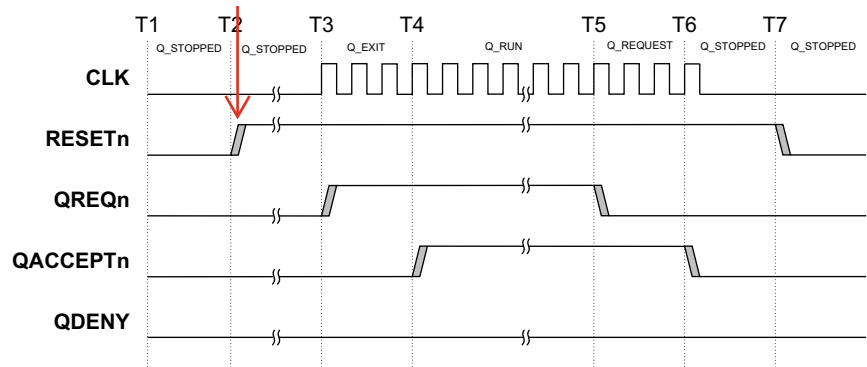 T1 T2 T3 T4 T5 T6 T7
Q_STOPPED Q_STOPPED Q_EXIT Q_RUN Q_REQUEST Q_STOPPED Q_STOPPED
CLK
RESETn
QREQn
QACCEPTn
QDENY